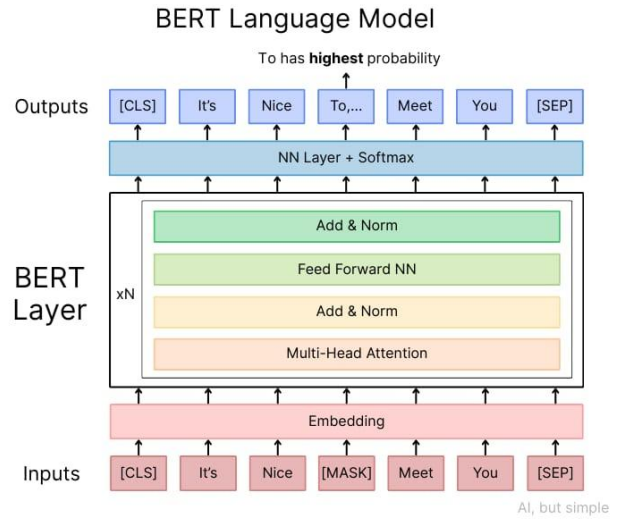 BERT Language Model
To has highest probability
Outputs
[CLS] It's Nice To,... Meet You [SEP]
NN Layer + Softmax
BERT
Layer
xN
Add & Norm
Feed Forward NN
Add & Norm
Multi-Head Attention
Embedding
Inputs
[CLS] It's Nice [MASK] Meet You [SEP]
AI, but simple